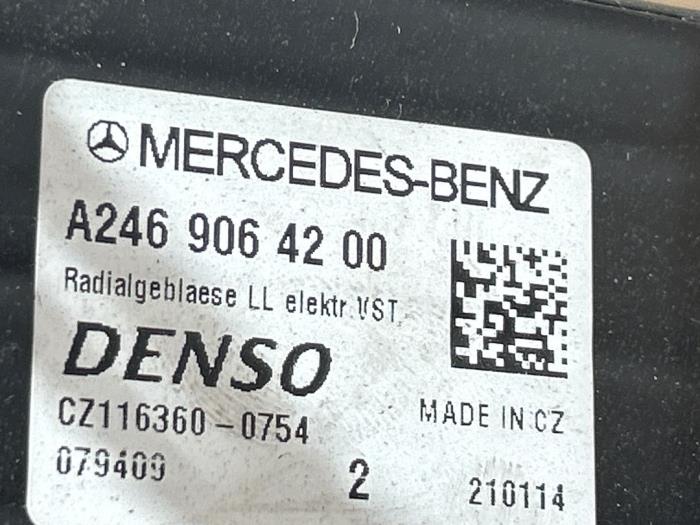 MERCEDES-BENZ
A246 906 42 00
Radialgeblaese LL elektr.VST.
DENSO
CZ116360-0754
MADE IN CZ
079409
2
210114